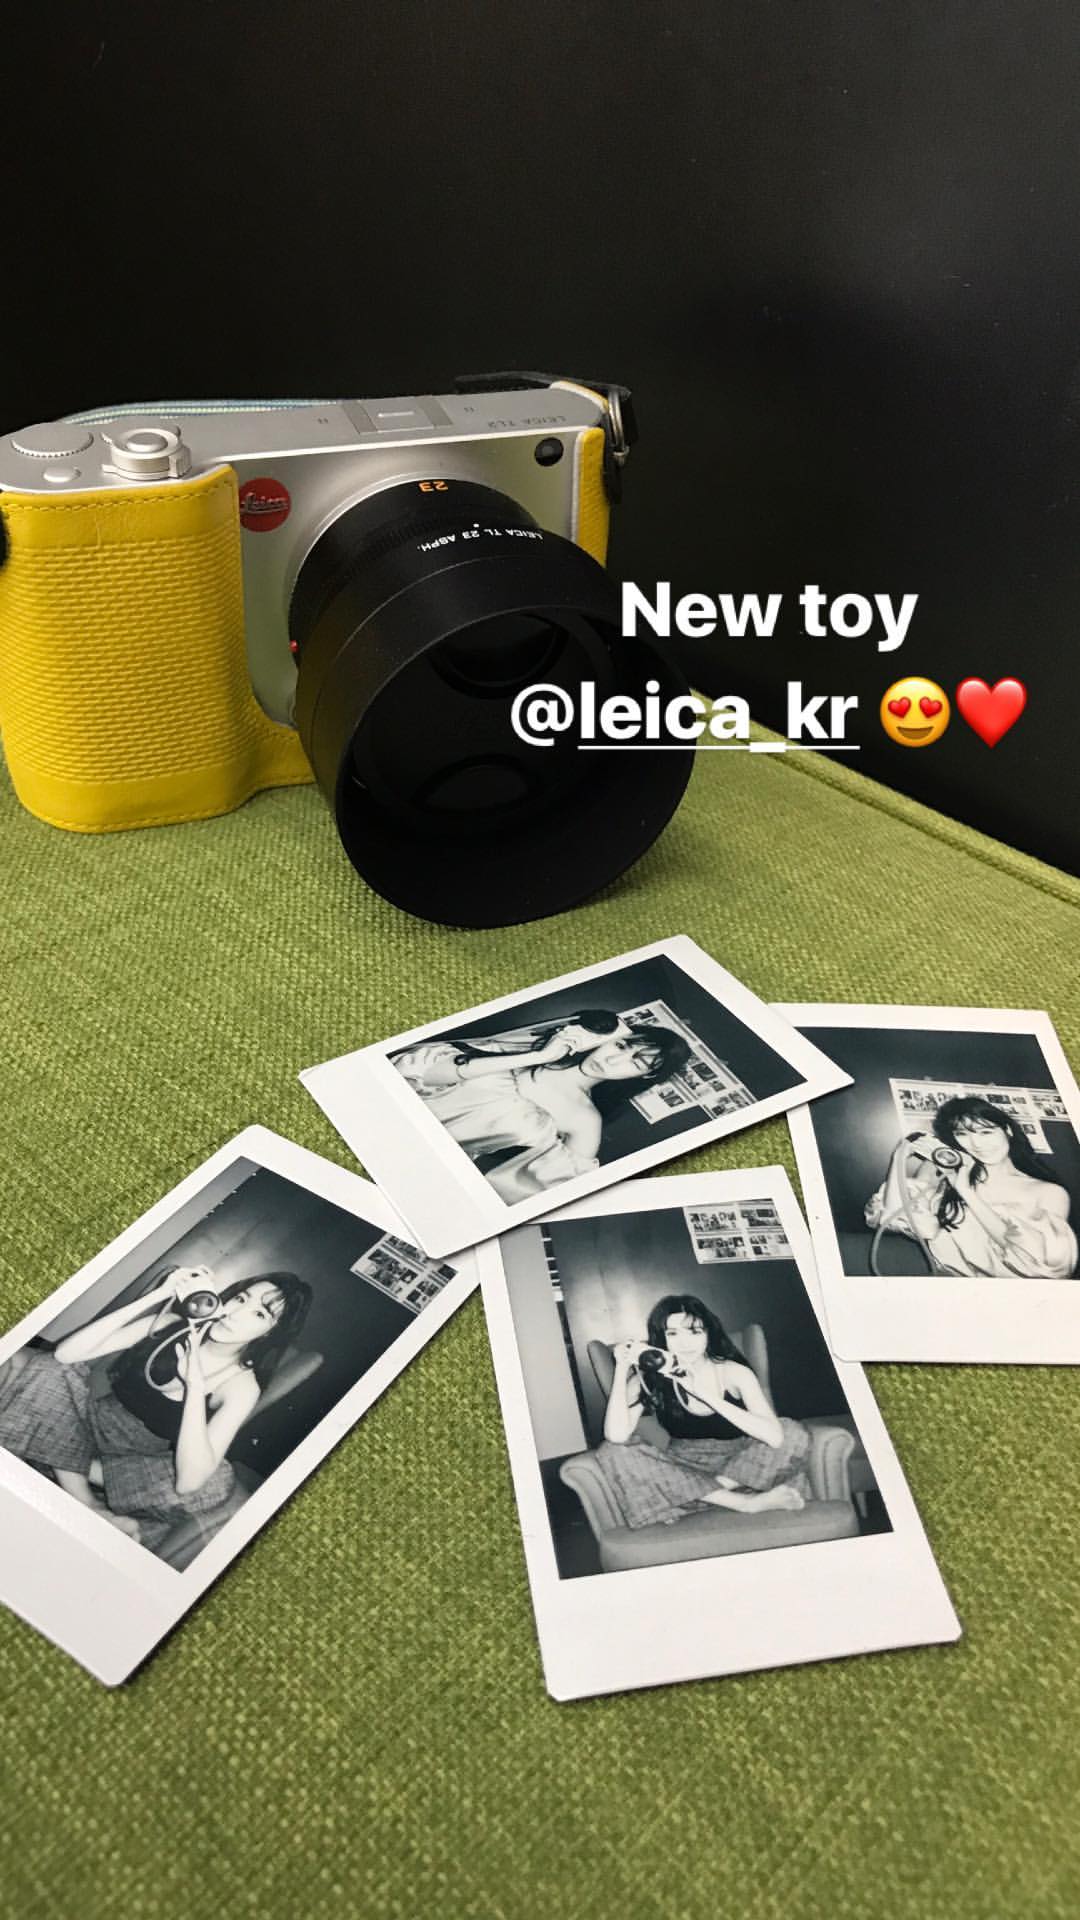 LEICA TL2
Leica
23
LEICA TL 23 ASPH.
New toy
@leica_kr 😍❤️